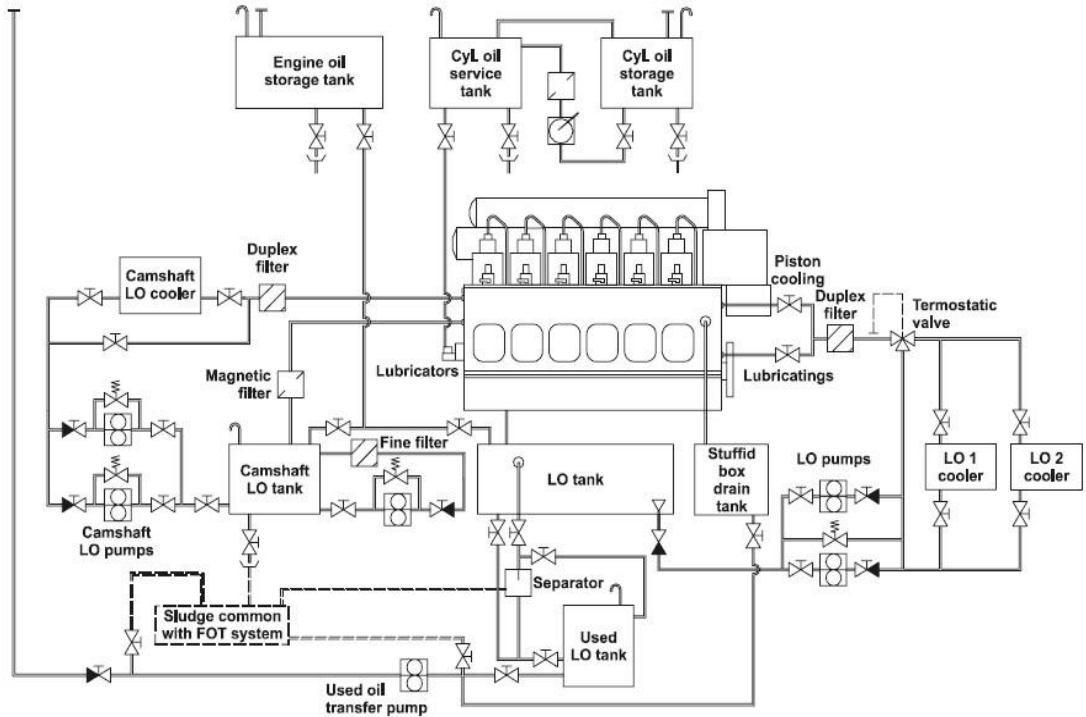 Engine oil
storage tank
CyL oil
service
tank
CyL oil
storage
tank
Duplex
filter
Camshaft
LO cooler
Piston
cooling
Duplex
filter
Termostatic
valve
Magnetic
filter
Lubricators
Lubricatings
Fine filter
Camshaft
LO tank
LO tank
Stuffid
box
drain
tank
LO pumps
LO 1
cooler
LO 2
cooler
Camshaft
LO pumps
Separator
Sludge common
with FOT system
Used
LO tank
Used oil
transfer pump